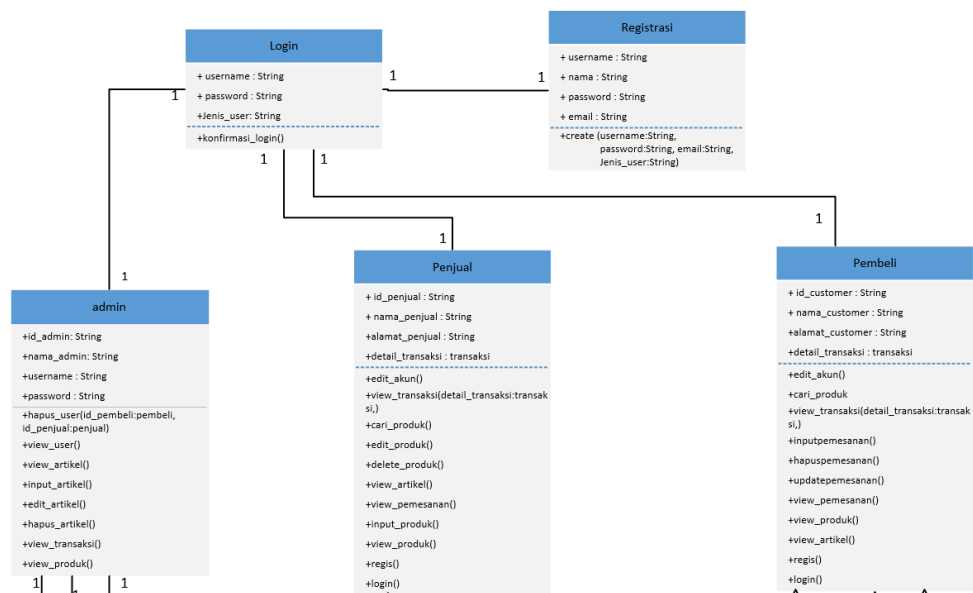 Login
+ username : String
+ password : String
+Jenis_user: String
+konfirmasi_login()
Registrasi
+ username : String
+ nama : String
+ password : String
+ email : String
+create (username:String,
password:String, email:String,
Jenis_user:String)
1
1
1
1
1
1
1
1
admin
+id_admin: String
+nama_admin: String
+username : String
+password : String
+hapus_user(id_pembeli:pembeli,
id_penjual:penjual)
+view_user()
+view_artikel()
+input_artikel()
+edit_artikel()
+hapus_artikel()
+view_transaksi()
+view_produk()
1
1
1
Penjual
+ id_penjual : String
+ nama_penjual : String
+alamat_penjual : String
+detail_transaksi : transaksi
+edit_akun()
+view_transaksi(detail_transaksi:transak
si,)
+cari_produk()
+edit_produk()
+delete_produk()
+view_artikel()
+view_pemesanan()
+input_produk()
+view_produk()
+regis()
+login()
Pembeli
+ id_customer : String
+ nama_customer : String
+alamat_customer : String
+detail_transaksi : transaksi
+edit_akun()
+cari_produk
+view_transaksi(detail_transaksi:transak
si,)
+inputpemesanan()
+hapuspemesanan()
+updatepemesanan()
+view_pemesanan()
+view_produk()
+view_artikel()
+regis()
+login()